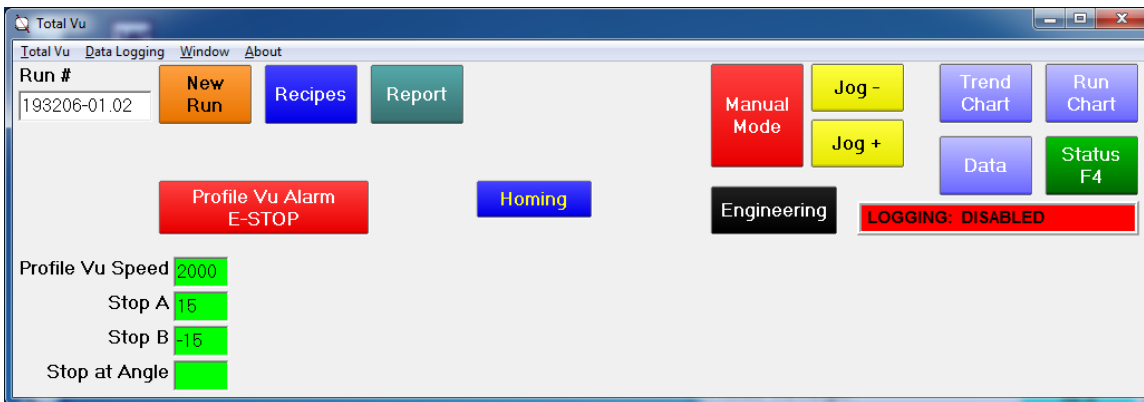 Total Vu
Total Vu Data Logging Window About
Run #
193206-01.02
New
Run
Recipes
Report
Manual
Mode
Jog -
Jog +
Trend
Chart
Run
Chart
Data
Status
F4
Profile Vu Alarm
E-STOP
Homing
Engineering
LOGGING: DISABLED
Profile Vu Speed 2000
Stop A 15
Stop B -15
Stop at Angle